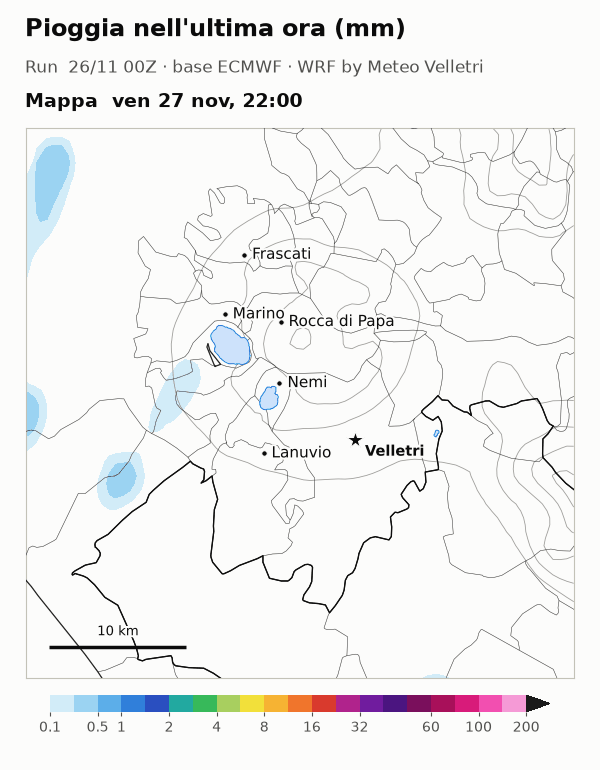 Pioggia nell'ultima ora (mm)
Run  26/11 00Z · base ECMWF · WRF by Meteo Velletri
Mappa  ven 27 nov, 22:00
Frascati
Marino
Rocca di Papa
Nemi
Velletri
Lanuvio
10 km
0.1 0.5 1 2 4 8 16 32 60 100 200